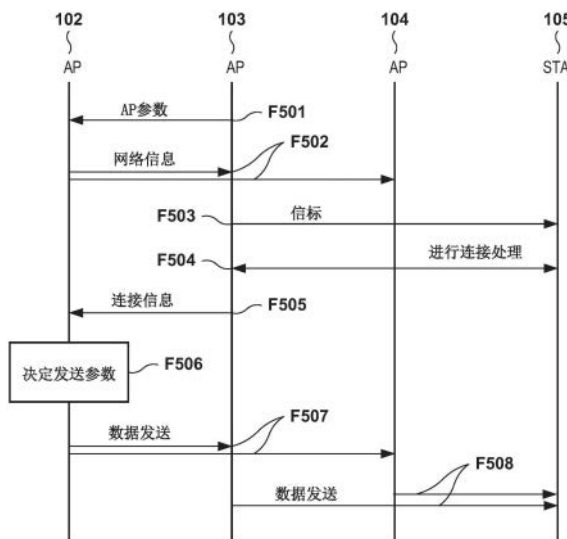 102 103 104 105
AP AP AP STA
AP参数 F501
网络信息 F502
F503 信标
F504 进行连接处理
连接信息 F505
决定发送参数 F506
数据发送 F507
数据发送 F508